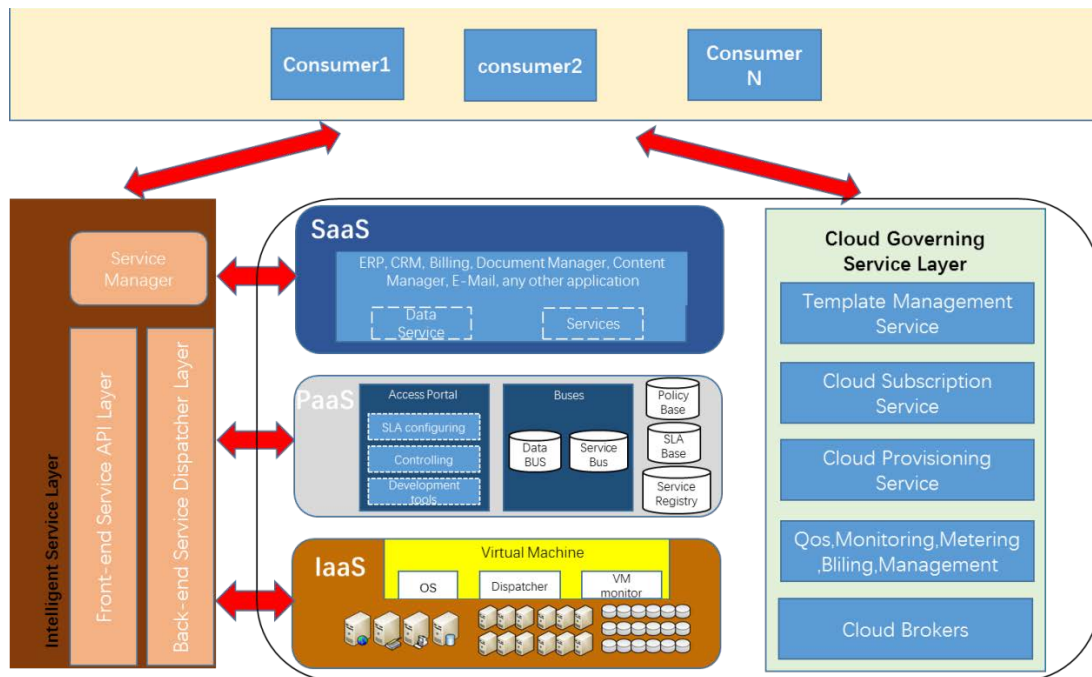 Consumer1
consumer2
Consumer
N
Intelligent Service Layer
Service
Manager
Front-end Service API Layer
Back-end Service Dispatcher Layer
SaaS
ERP, CRM, Billing, Document Manager, Content
Manager, E-Mail, any other application
Data
Service
Services
PaaS
Access Portal
SLA configuring
Controlling
Development
tools
Buses
Data
BUS
Service
Bus
Policy
Base
SLA
Base
Service
Registry
IaaS
Virtual Machine
OS
Dispatcher
VM
monitor
Cloud Governing
Service Layer
Template Management
Service
Cloud Subscription
Service
Cloud Provisioning
Service
Qos,Monitoring,Metering
,Bliling,Management
Cloud Brokers